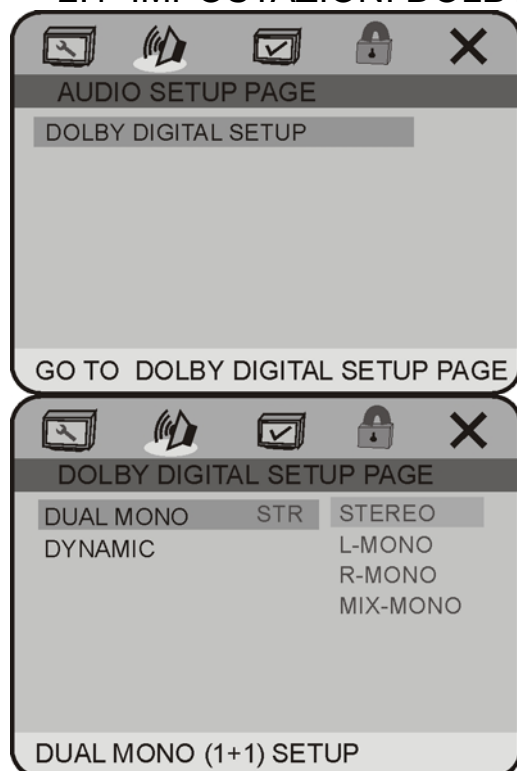 AUDIO SETUP PAGE
DOLBY DIGITAL SETUP
GO TO DOLBY DIGITAL SETUP PAGE
DOLBY DIGITAL SETUP PAGE
DUAL MONO STR STEREO
DYNAMIC L-MONO
R-MONO
MIX-MONO
DUAL MONO (1+1) SETUP